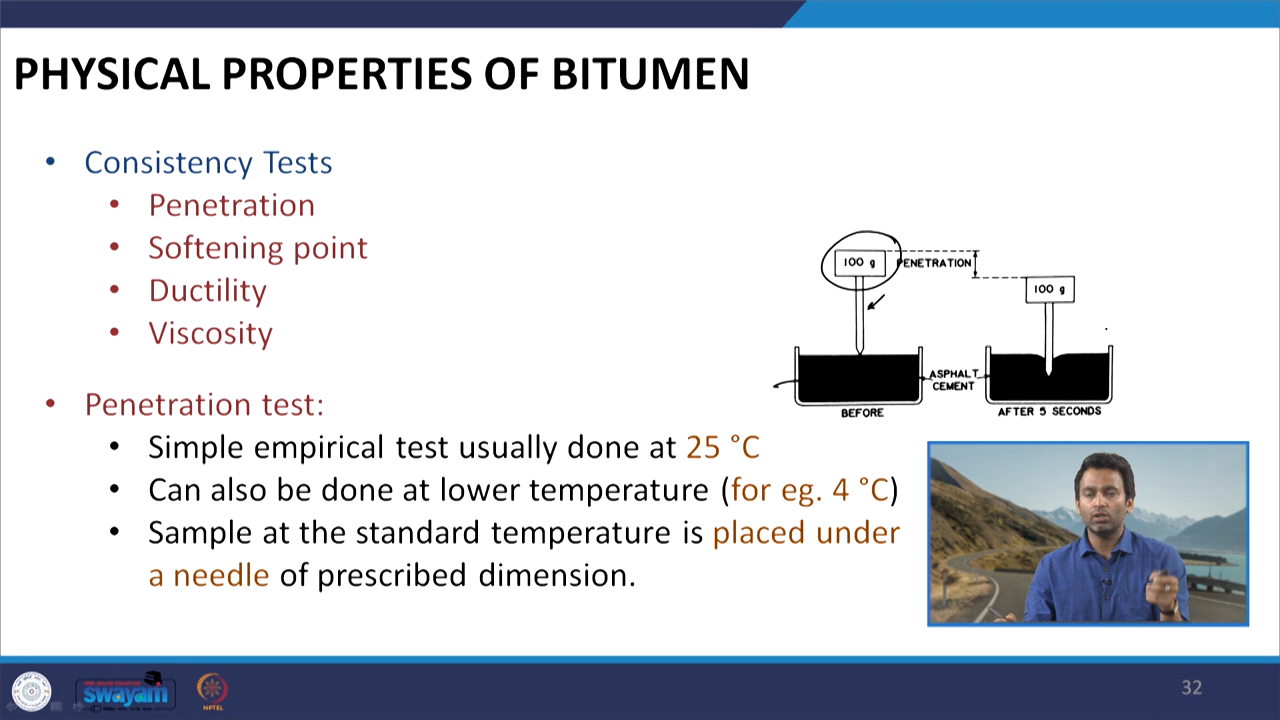 PHYSICAL PROPERTIES OF BITUMEN
• Consistency Tests
• Penetration
• Softening point
• Ductility
• Viscosity
• Penetration test:
• Simple empirical test usually done at 25 °C
• Can also be done at lower temperature (for eg. 4 °C)
• Sample at the standard temperature is placed under
a needle of prescribed dimension.
100 g
PENETRATION
100 g
ASPHALT
CEMENT
BEFORE
AFTER 5 SECONDS
swayam
NPTEL
32